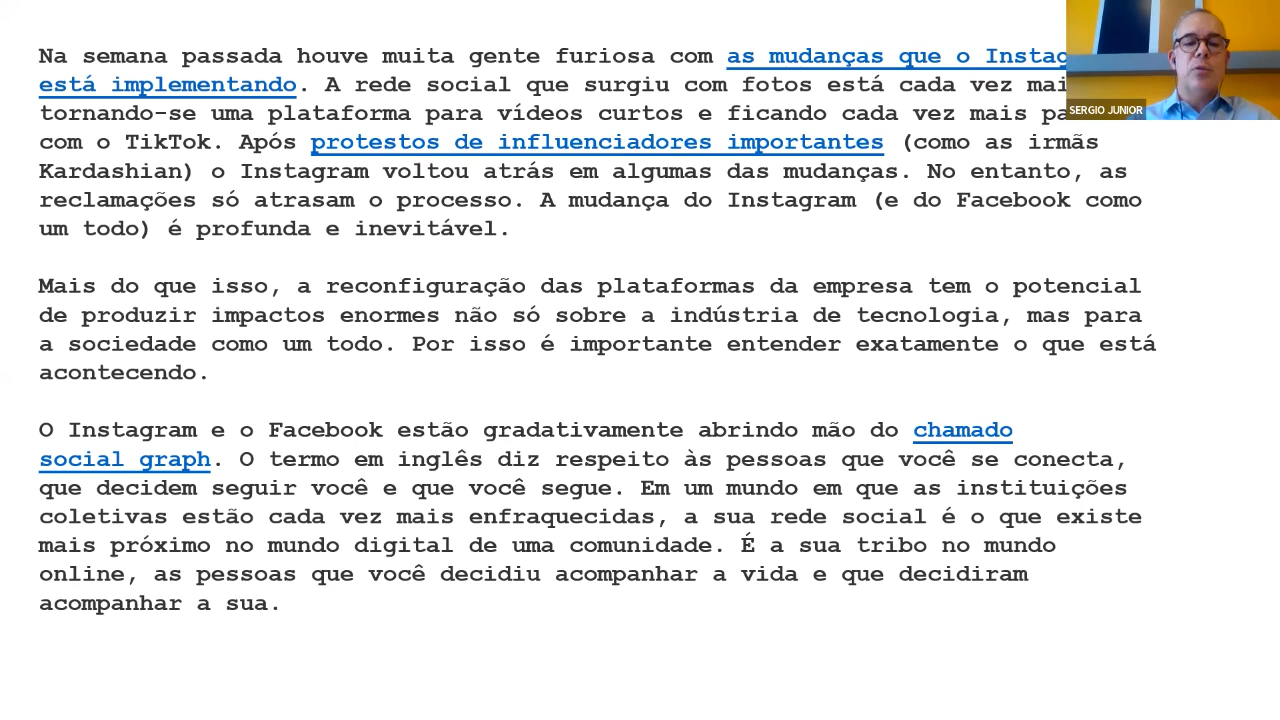 Na semana passada houve muita gente furiosa com as mudanças que o Instag
está implementando. A rede social que surgiu com fotos está cada vez mai
tornando-se uma plataforma para vídeos curtos e ficando cada vez mais pa
com o TikTok. Após protestos de influenciadores importantes (como as irmãs
Kardashian) o Instagram voltou atrás em algumas das mudanças. No entanto, as
reclamações só atrasam o processo. A mudança do Instagram (e do Facebook como
um todo) é profunda e inevitável.
Mais do que isso, a reconfiguração das plataformas da empresa tem o potencial
de produzir impactos enormes não só sobre a indústria de tecnologia, mas para
a sociedade como um todo. Por isso é importante entender exatamente o que está
acontecendo.
O Instagram e o Facebook estão gradativamente abrindo mão do chamado
social graph. O termo em inglês diz respeito às pessoas que você se conecta,
que decidem seguir você e que você segue. Em um mundo em que as instituições
coletivas estão cada vez mais enfraquecidas, a sua rede social é o que existe
mais próximo no mundo digital de uma comunidade. É a sua tribo no mundo
online, as pessoas que você decidiu acompanhar a vida e que decidiram
acompanhar a sua.
SERGIO JUNIOR